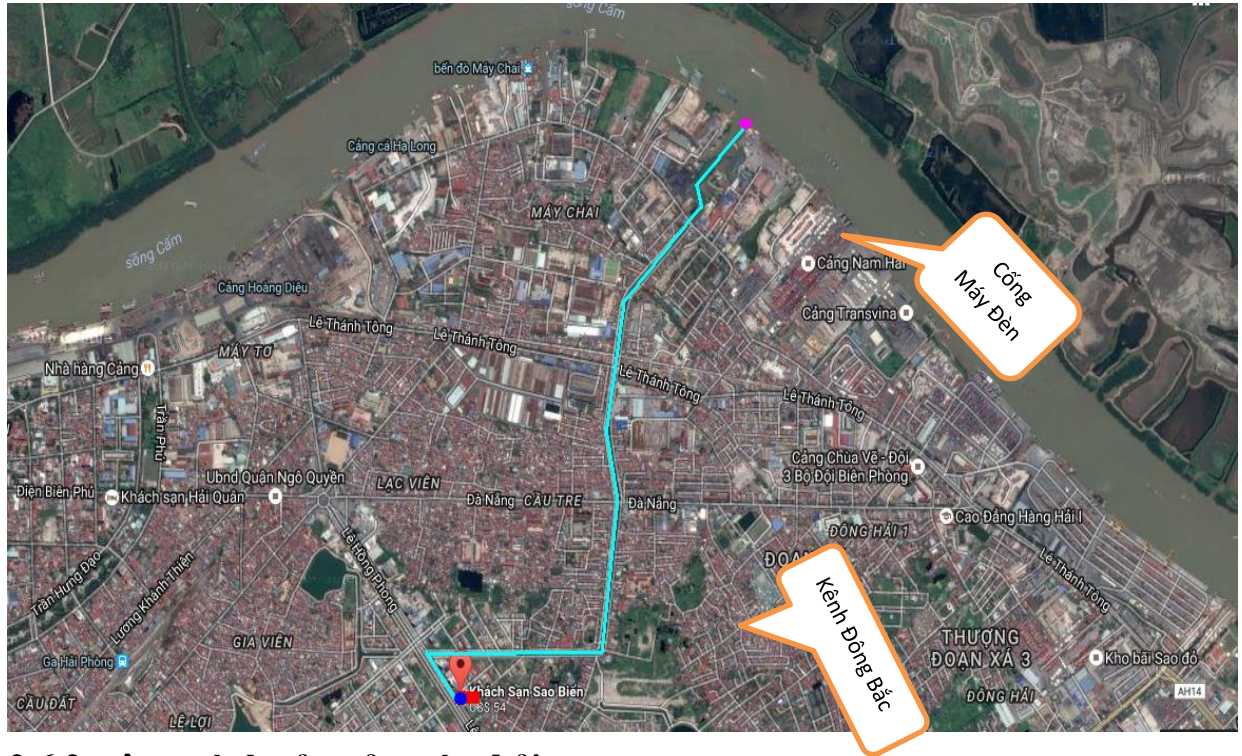 sông Cấm
bến đò Máy Chai
Cảng cá Hạ Long
MÁY CHAI
sông Cấm
Cảng Nam Hải
Cống
Máy Đèn
Cảng Hoàng Diệu
Cảng Transvina
Lê Thánh Tông
Lê Thánh Tông
MÁY TƠ
Nhà hàng Cảng
Lê Thánh Tông
Lê Thánh Tông
Trần Phú
Cảng Chùa Vẽ - Đội
3 Bộ Đội Biên Phòng
Ubnd Quận Ngô Quyền
LẠC VIÊN
Điện Biên Phủ
Khách sạn Hải Quân
Đà Nẵng
CẦU TRE
Đà Nẵng
Cao Đẳng Hàng Hải I
ĐÔNG HẢI 1
Lê Hồng Phong
Lê Thánh Tông
Trần Hưng Đạo
Lương Khánh Thiện
Kênh Đông Bắc
GIA VIÊN
THƯỢNG
ĐOẠN XÁ 3
Ga Hải Phòng
Kho bãi Sao đỏ
Khách Sạn Sao Biển
US$ 54
AH14
CẦU ĐẤT
LÊ LỢI
ĐÔNG HẢI